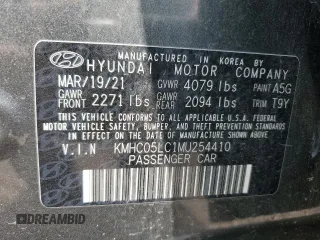 MANUFACTURED IN KOREA BY
HYUNDAI MOTOR COMPANY
MAR/19/21 GVWR 4079 lbs PAINT A5G
GAWR FRONT 2271 lbs GAWR REAR 2094 lbs TRIM T9Y
THIS VEHICLE CONFORMS TO ALL APPLICABLE
U.S. FEDERAL MOTOR VEHICLE SAFETY, BUMPER,
AND THEFT PREVENTION STANDARDS IN EFFECT ON
THE DATE OF MANUFACTURE SHOWN ABOVE.
V.I.N KMHC05LC1MU254410
PASSENGER CAR
© DREAMBID
DREAMBID.COM